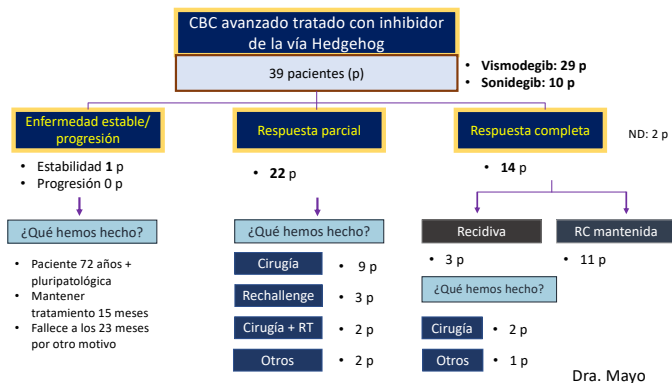 CBC avanzado tratado con inhibidor
de la vía Hedgehog
39 pacientes (p)
• Vismodegib: 29 p
• Sonidegib: 10 p
Enfermedad estable/
progresión
Respuesta parcial
Respuesta completa
ND: 2 p
• Estabilidad 1 p
• Progresión 0 p
• 22 p
• 14 p
¿Qué hemos hecho?
¿Qué hemos hecho?
Recidiva
RC mantenida
• Paciente 72 años +
pluripatológica
• Mantener
tratamiento 15 meses
• Fallece a los 23 meses
por otro motivo
Cirugía
• 9 p
Rechallenge
• 3 p
Cirugía + RT
• 2 p
Otros
• 2 p
• 3 p
• 11 p
¿Qué hemos hecho?
Cirugía
• 2 p
Otros
• 1 p
Dra. Mayo